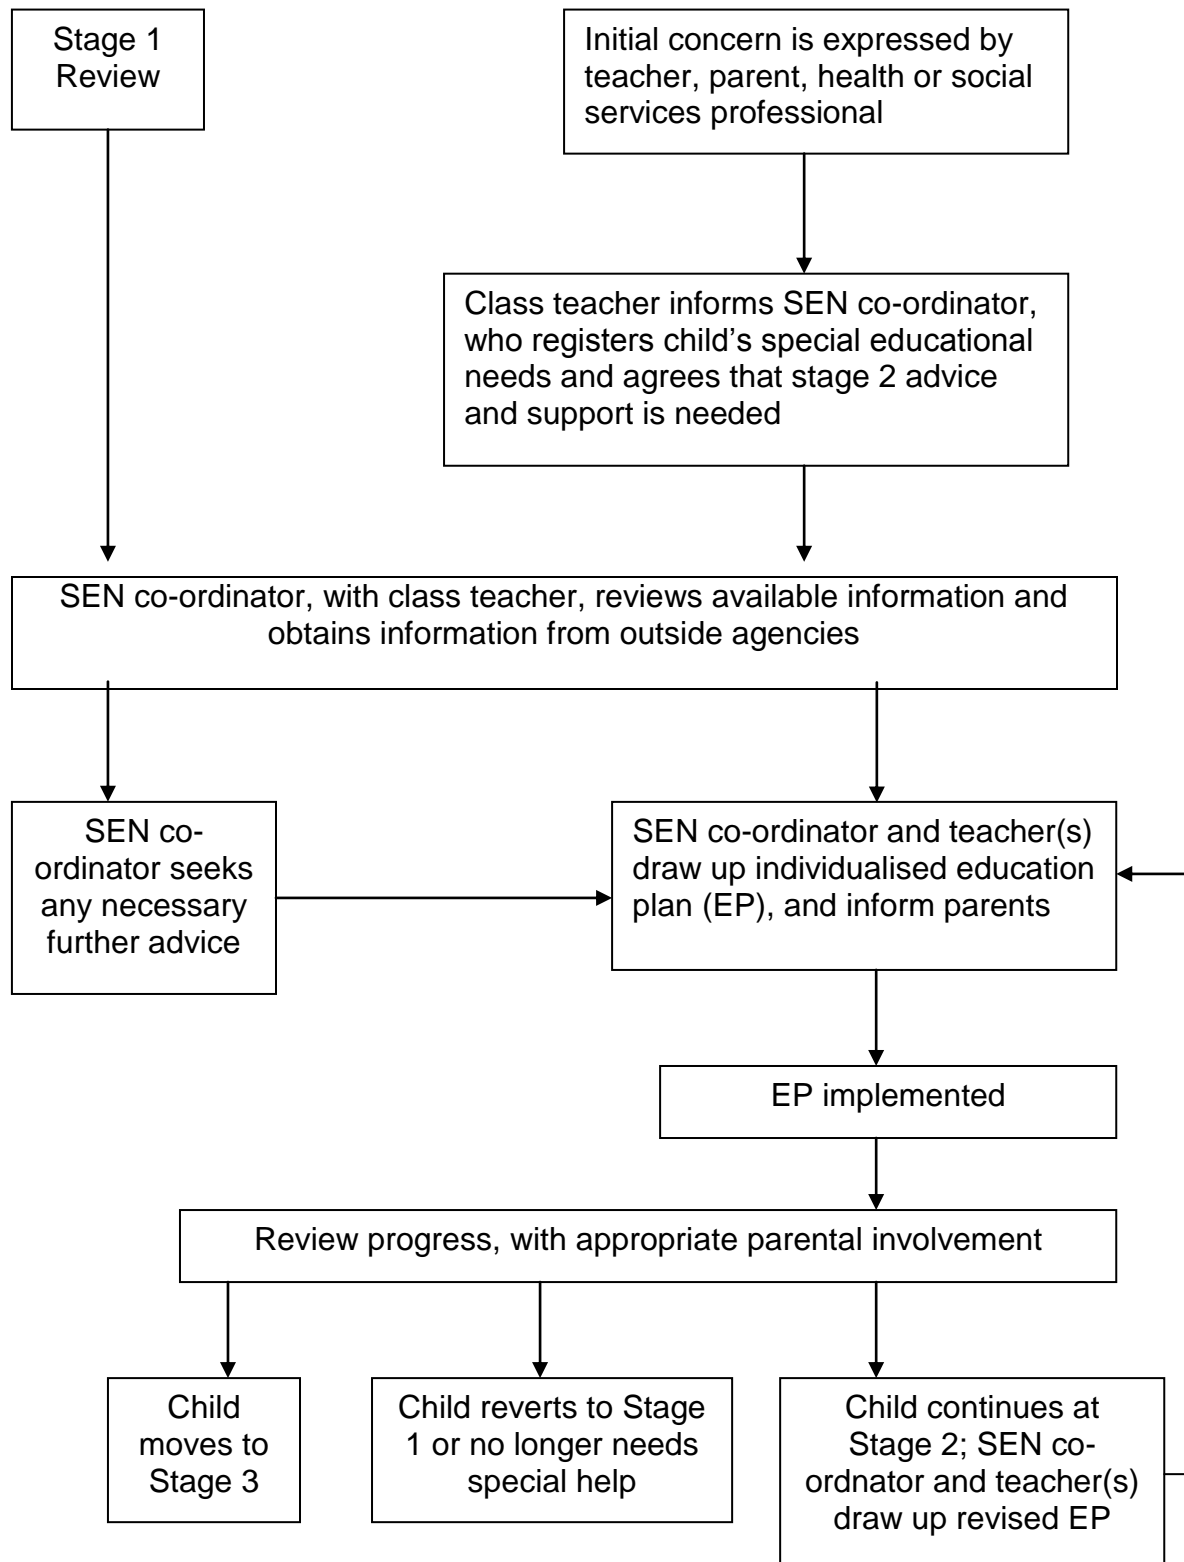 Stage 1
Review
Initial concern is expressed by
teacher, parent, health or social
services professional
Class teacher informs SEN co-ordinator,
who registers child’s special educational
needs and agrees that stage 2 advice
and support is needed
SEN co-ordinator, with class teacher, reviews available information and
obtains information from outside agencies
SEN co-
ordinator seeks
any necessary
further advice
SEN co-ordinator and teacher(s)
draw up individualised education
plan (EP), and inform parents
EP implemented
Review progress, with appropriate parental involvement
Child
moves to
Stage 3
Child reverts to Stage
1 or no longer needs
special help
Child continues at
Stage 2; SEN co-
ordnator and teacher(s)
draw up revised EP